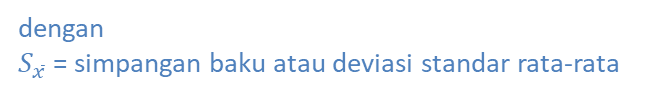 dengan
S_x̄ = simpangan baku atau deviasi standar rata-rata